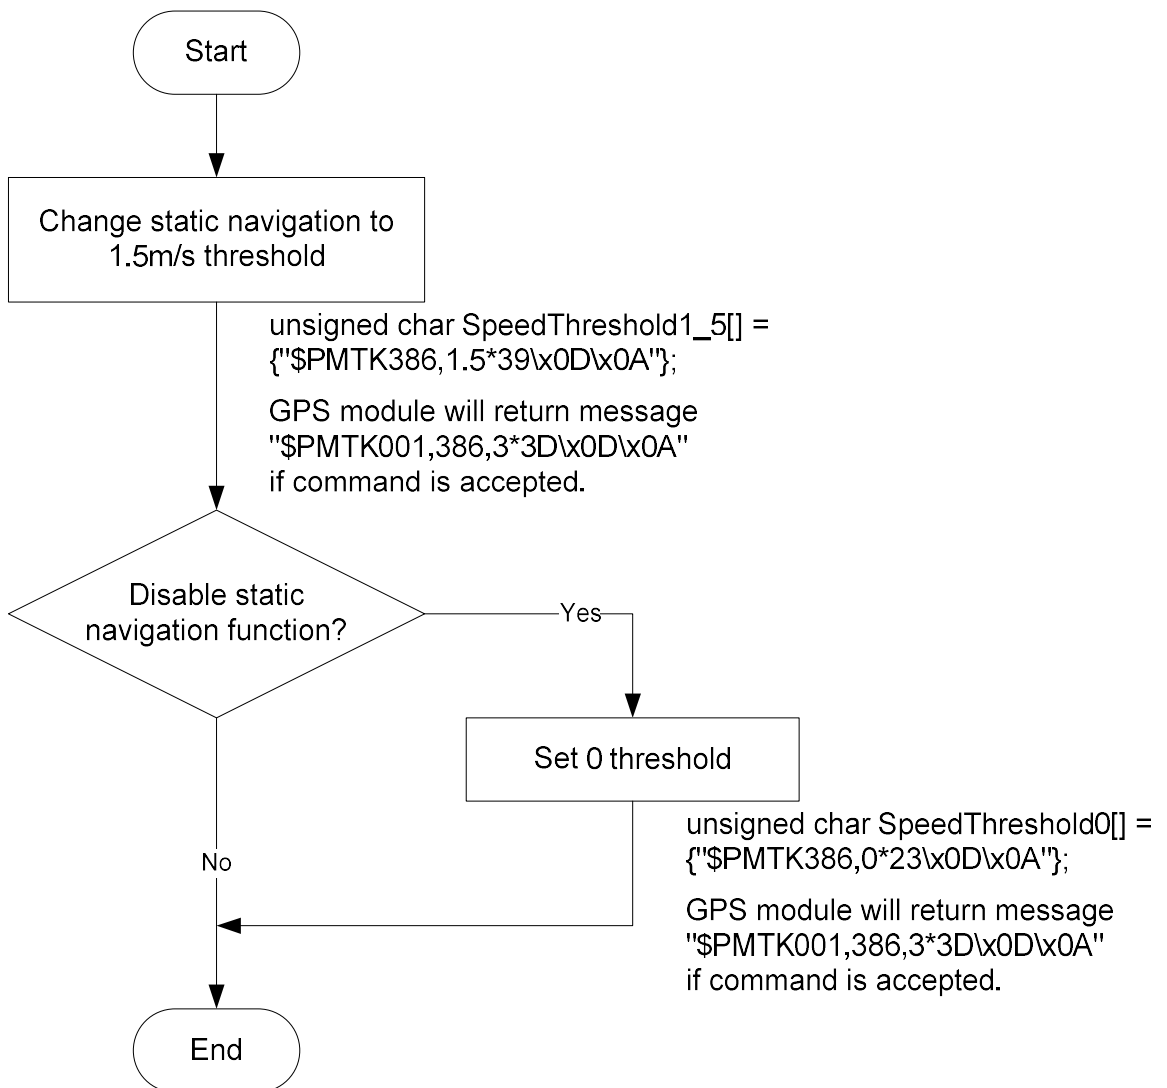 Start
Change static navigation to
1.5m/s threshold
unsigned char SpeedThreshold1_5[] =
{"$PMTK386,1.5*39\x0D\x0A"};
GPS module will return message
"$PMTK001,386,3*3D\x0D\x0A"
if command is accepted.
Disable static
navigation function?
Yes
Set 0 threshold
unsigned char SpeedThreshold0[] =
{"$PMTK386,0*23\x0D\x0A"};
No
GPS module will return message
"$PMTK001,386,3*3D\x0D\x0A"
if command is accepted.
End